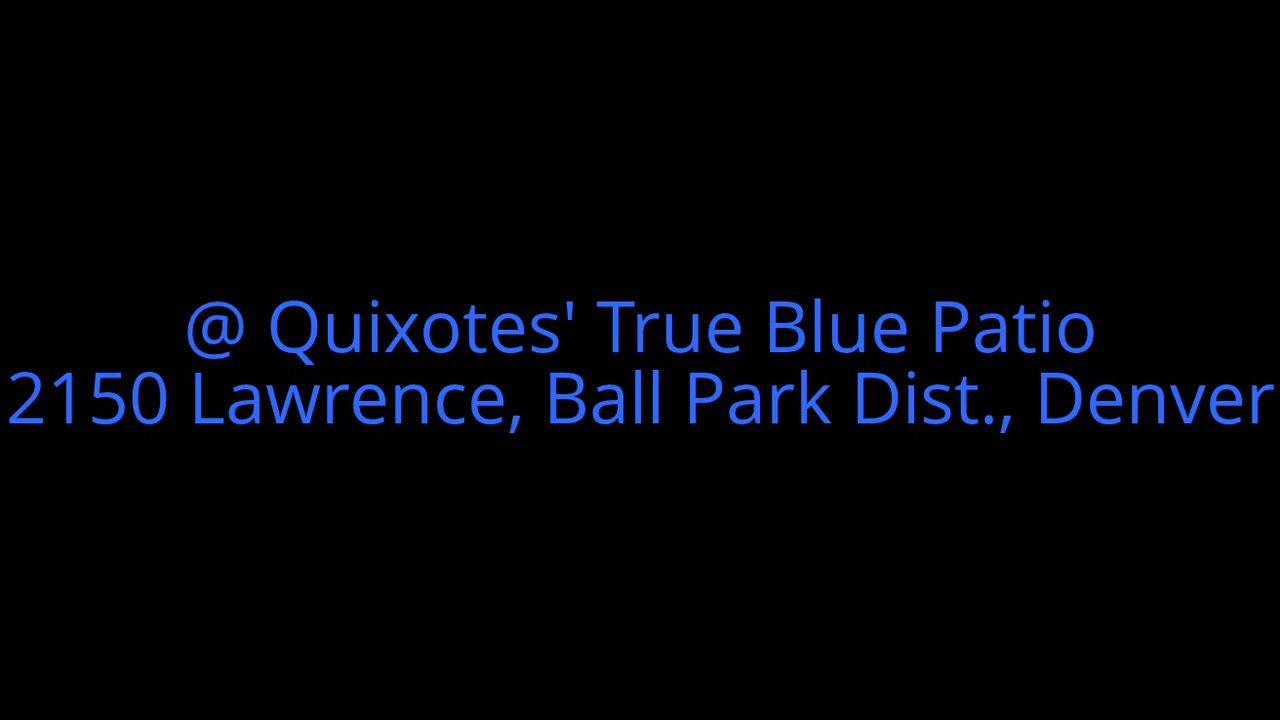 @ Quixotes' True Blue Patio
2150 Lawrence, Ball Park Dist., Denver